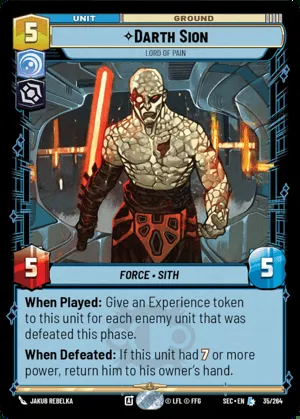 5
UNIT
GROUND
✧Darth Sion
LORD OF PAIN
5
5
FORCE • SITH
When Played: Give an Experience token
to this unit for each enemy unit that was
defeated this phase.
When Defeated: If this unit had 7 or more
power, return him to his owner's hand.
JAKUB REBELKA
© LFL © FFG
SEC • EN
35/264